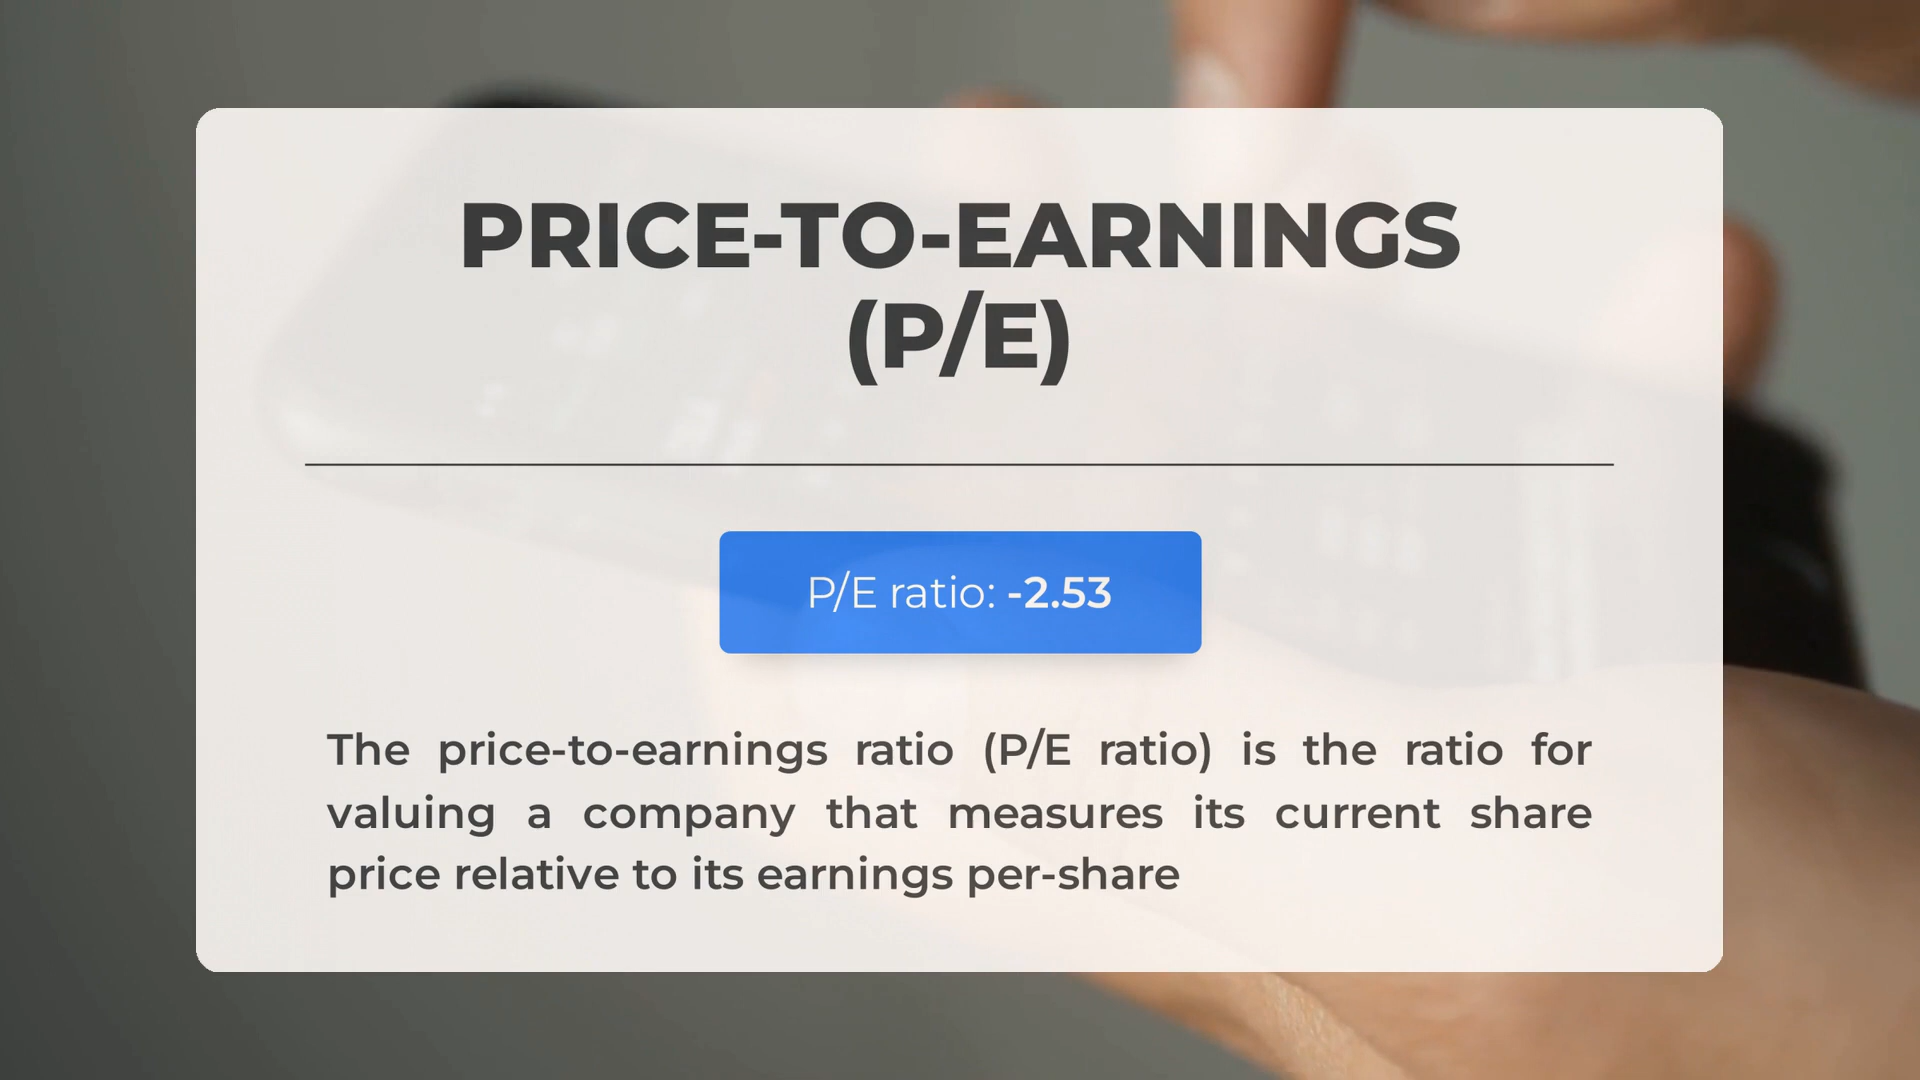 PRICE-TO-EARNINGS
(P/E)
P/E ratio: -2.53
The price-to-earnings ratio (P/E ratio) is the ratio for
valuing a company that measures its current share
price relative to its earnings per-share